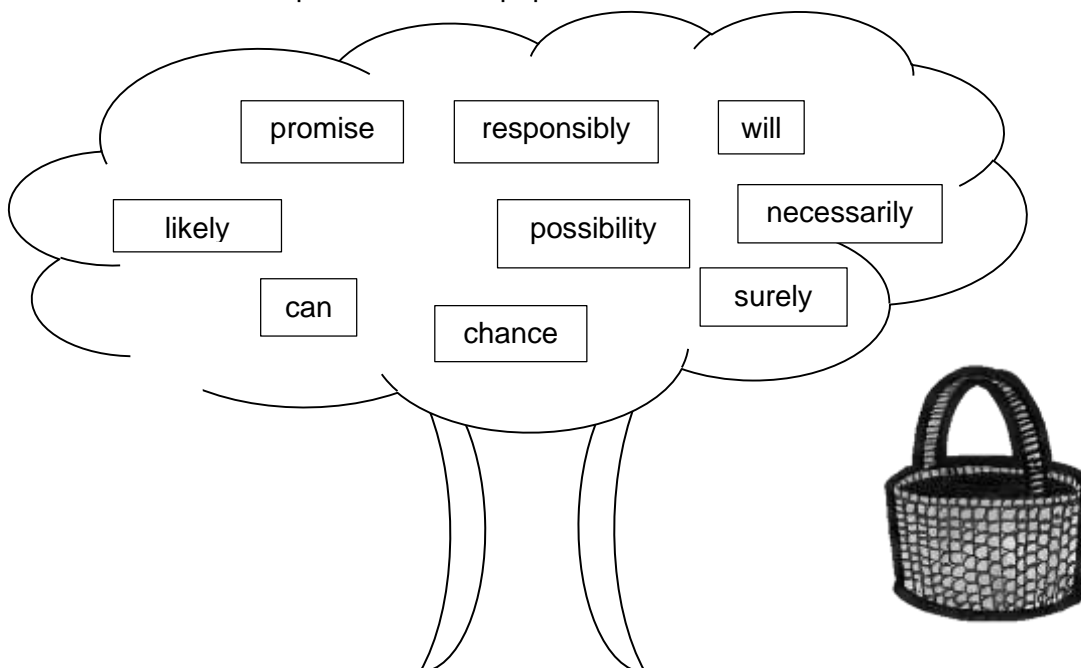 promise responsibly will
likely possibility necessarily
can chance surely